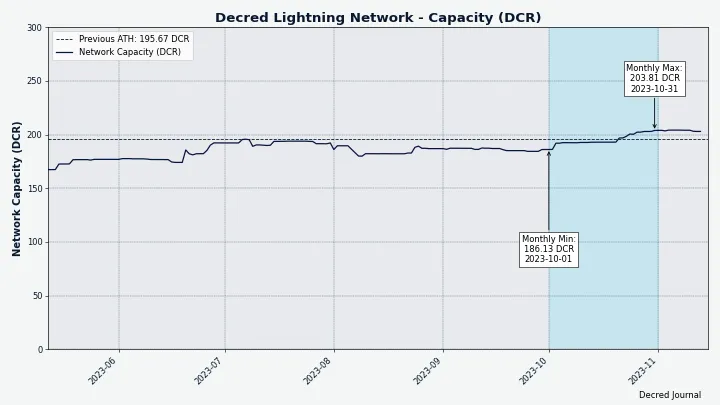 Decred Lightning Network - Capacity (DCR)
Previous ATH: 195.67 DCR
Network Capacity (DCR)
Monthly Max:
203.81 DCR
2023-10-31
Monthly Min:
186.13 DCR
2023-10-01
Network Capacity (DCR)
300
250
200
150
100
50
0
2023-06
2023-07
2023-08
2023-09
2023-10
2023-11
Decred Journal